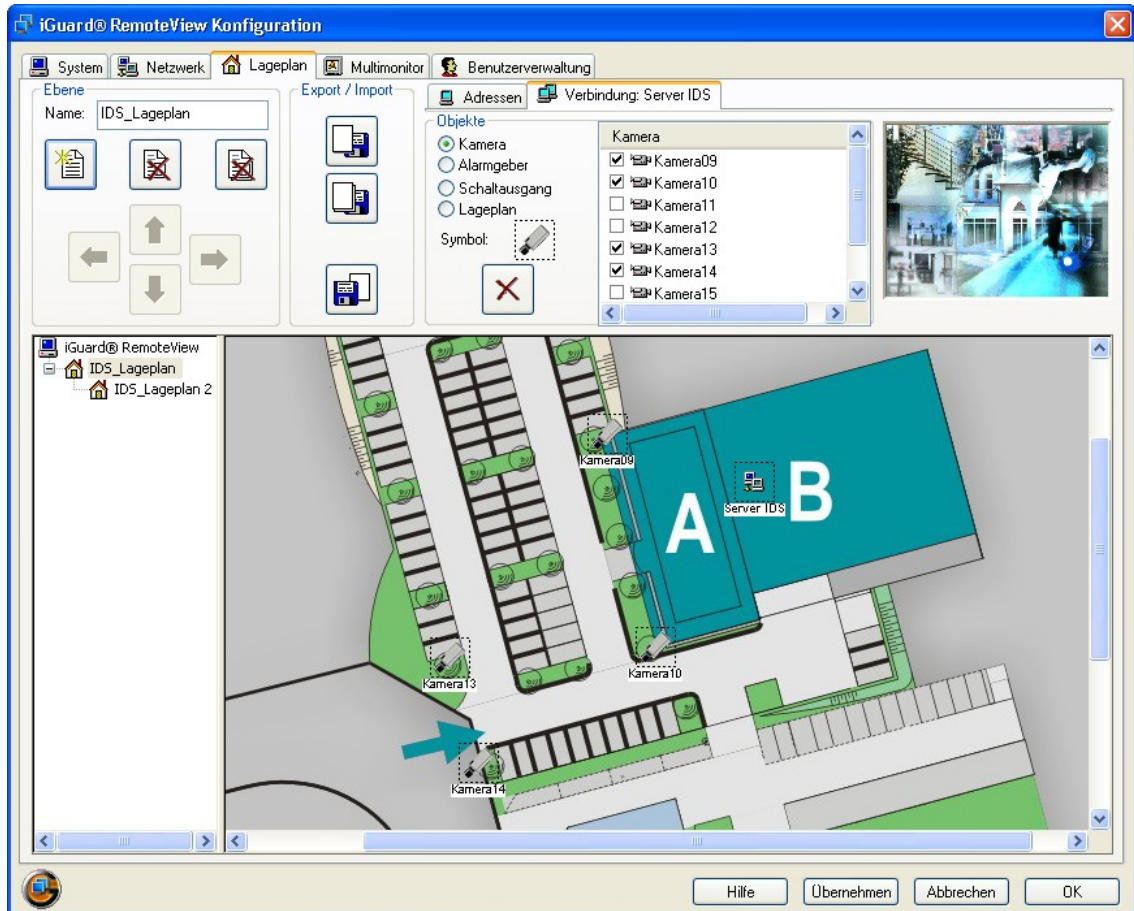 iGuard® RemoteView Konfiguration
System
Netzwerk
Lageplan
Multimonitor
Benutzerverwaltung
Ebene
Name: IDS_Lageplan
Export / Import
Adressen
Verbindung: Server IDS
Objekte
Kamera
Alarmgeber
Schaltausgang
Lageplan
Symbol:
Kamera
Kamera09
Kamera10
Kamera11
Kamera12
Kamera13
Kamera14
Kamera15
iGuard® RemoteView
IDS_Lageplan
IDS_Lageplan 2
Kamera09
Server IDS
A
B
Kamera10
Kamera13
Kamera14
Hilfe
Übernehmen
Abbrechen
OK